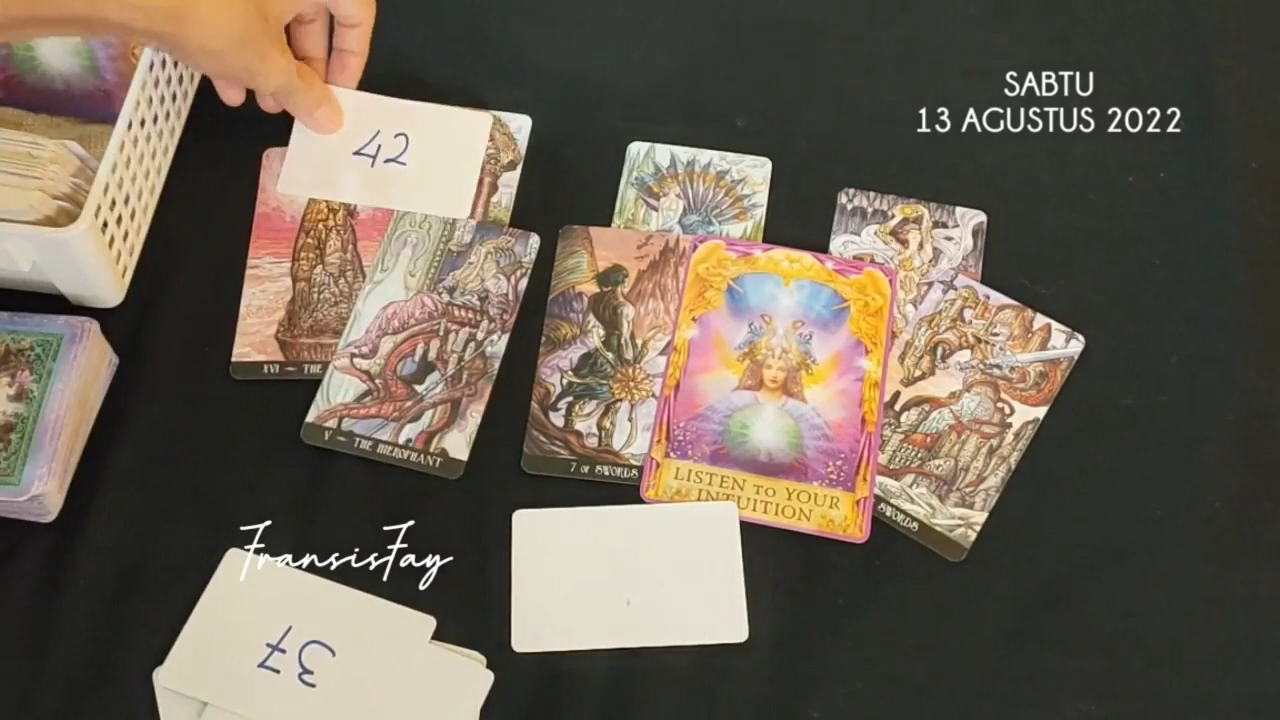 SABTU
13 AGUSTUS 2022
42
XVI — THE
V — THE HIEROPHANT
7 OF SWORDS
LISTEN TO YOUR
INTUITION
SWORDS
FransisFay
37